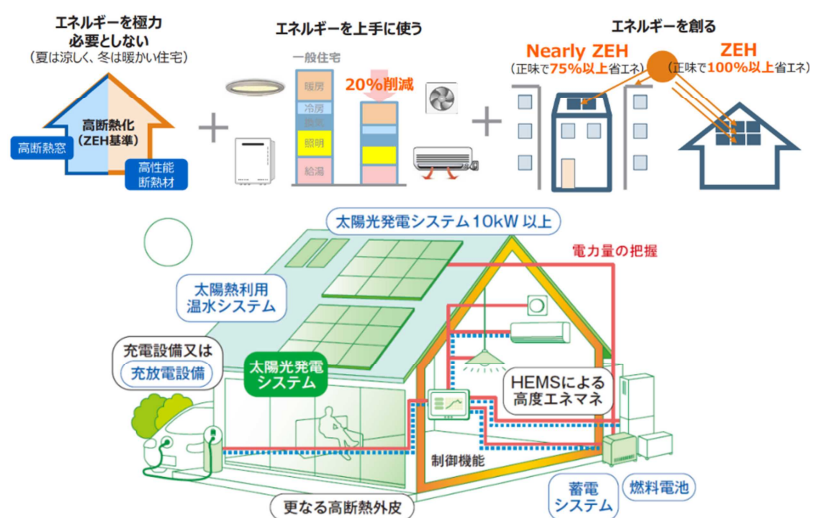 エネルギーを極力
必要としない
(夏は涼しく、冬は暖かい住宅)
高断熱化
(ZEH基準)
高断熱窓
高性能
断熱材
エネルギーを上手に使う
一般住宅
暖房
冷房
換気
照明
給湯
20%削減
エネルギーを創る
Nearly ZEH
(正味で75%以上省エネ)
ZEH
(正味で100%以上省エネ)
太陽光発電システム10kW以上
電力量の把握
太陽熱利用
温水システム
充電設備又は
充放電設備
太陽光発電
システム
HEMSによる
高度エネマネ
制御機能
蓄電
システム
燃料電池
更なる高断熱外皮